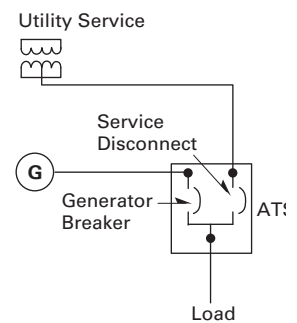 Utility Service
Service
Disconnect
G
Generator
Breaker
ATS
Load